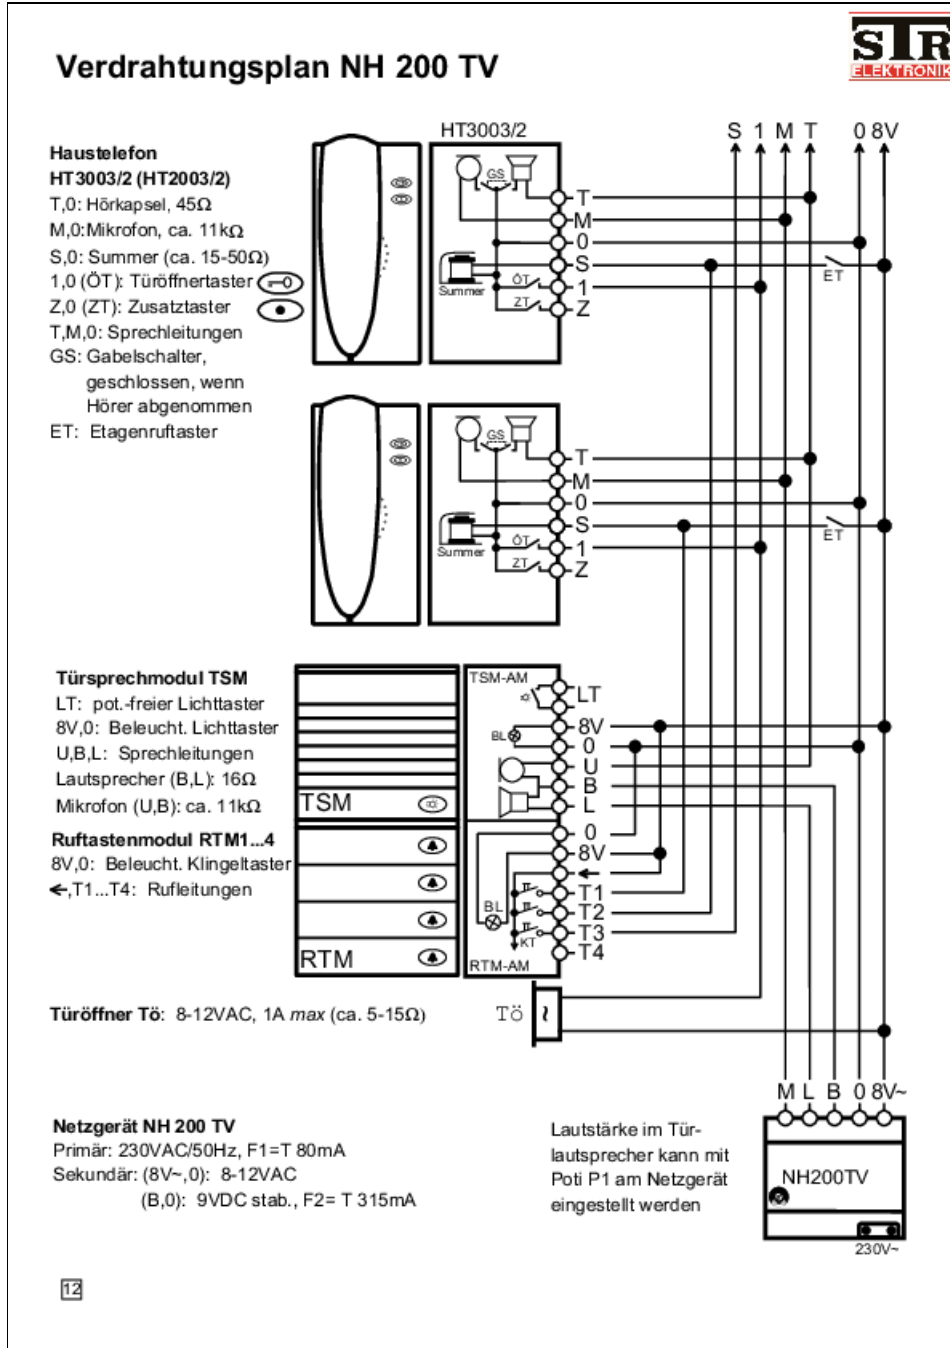 STR
ELEKTRONIK
Verdrahtungsplan NH 200 TV
HT3003/2
S 1 M T 0 8V
Haustelefon
HT3003/2 (HT2003/2)
T,0: Hörkapsel, 45Ω
M,0:Mikrofon, ca. 11kΩ
S,0: Summer (ca. 15-50Ω)
1,0 (ÖT): Türöffnertaster
Z,0 (ZT): Zusatztaster
T,M,0: Sprechleitungen
GS: Gabelschalter,
geschlossen, wenn
Hörer abgenommen
ET: Etagenruftaster
GS
T
M
0
S
ET
Summer
ÖT
1
ZT
Z
GS
T
M
0
S
ET
Summer
ÖT
1
ZT
Z
Türsprechmodul TSM
LT: pot.-freier Lichttaster
8V,0: Beleucht. Lichttaster
U,B,L: Sprechleitungen
Lautsprecher (B,L): 16Ω
Mikrofon (U,B): ca. 11kΩ
TSM
TSM-AM
LT
8V
BL
0
U
B
L
Ruftastenmodul RTM1...4
8V,0: Beleucht. Klingeltaster
←,T1...T4: Rufleitungen
RTM
0
8V
←
T1
BL
T2
T3
KT
T4
RTM-AM
Türöffner Tö: 8-12VAC, 1A max (ca. 5-15Ω)
Tö
~
M L B 0 8V~
Netzgerät NH 200 TV
Primär: 230VAC/50Hz, F1=T 80mA
Sekundär: (8V~,0): 8-12VAC
(B,0): 9VDC stab., F2= T 315mA
Lautstärke im Tür-
lautsprecher kann mit
Poti P1 am Netzgerät
eingestellt werden
NH200TV
230V~
12